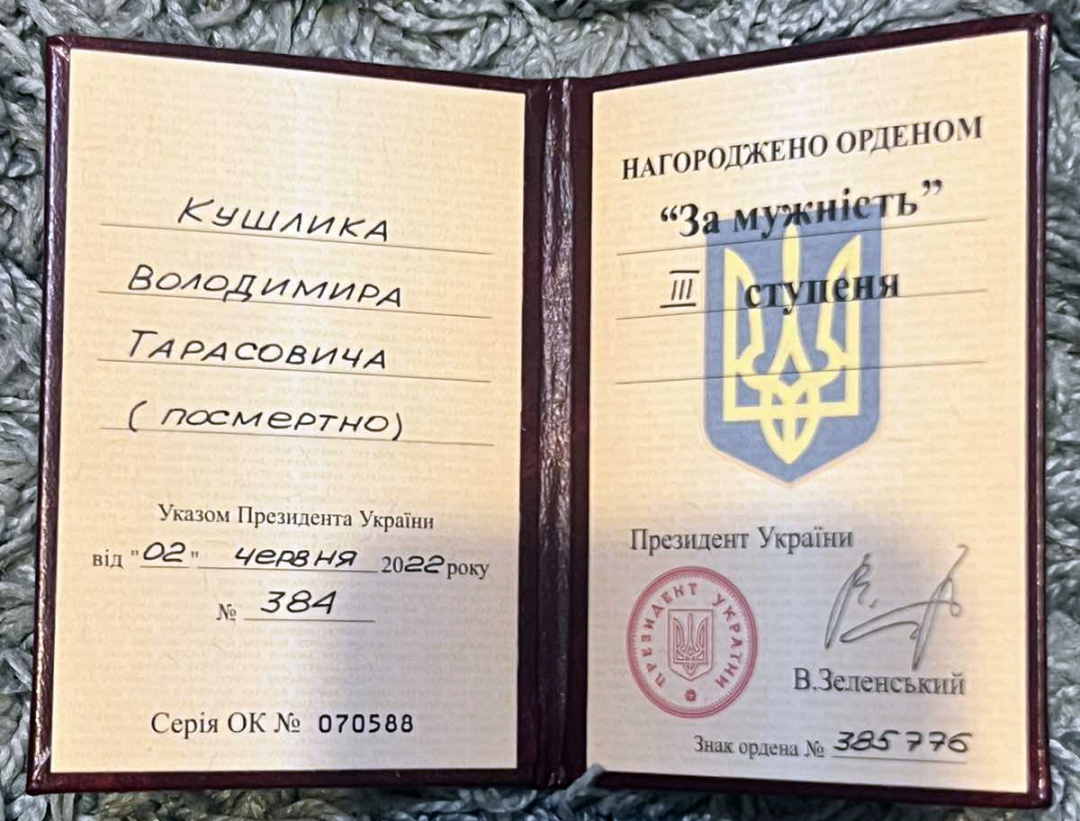 Кушлика
Володимира
Тарасовича
(посмертно)
Указом Президента України
від "02" червня 2022 року
№ 384
Серія ОК № 070588
НАГОРОДЖЕНО ОРДЕНОМ
“За мужність”
III ступеня
Президент України
ПРЕЗИДЕНТ УКРАЇНИ
В.Зеленський
Знак ордена № 385776